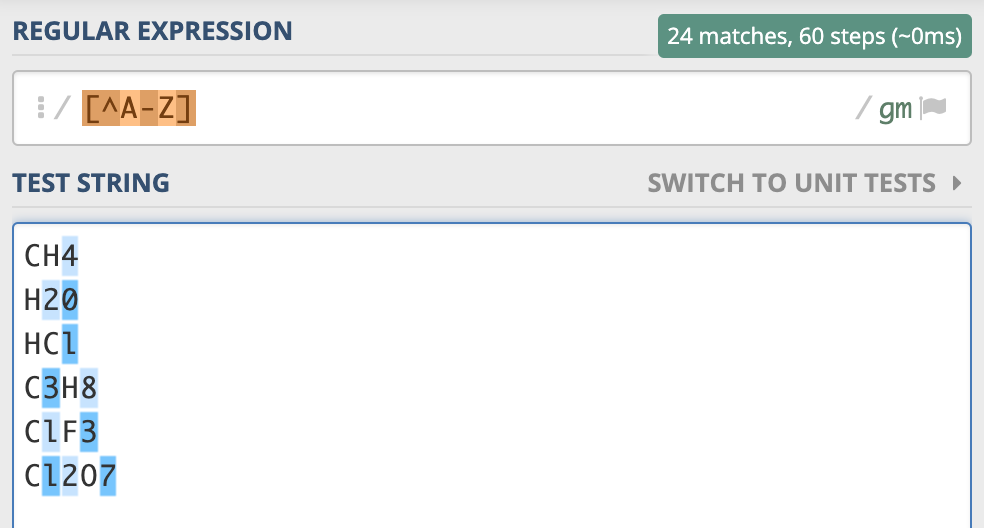 REGULAR EXPRESSION
24 matches, 60 steps (~0ms)
/ [^A-Z] / gm
TEST STRING
SWITCH TO UNIT TESTS
CH4
H20
HCl
C3H8
ClF3
Cl2O7